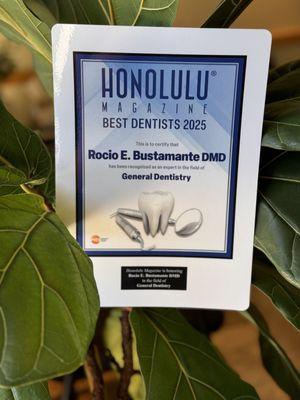 HONOLULU®
MAGAZINE
BEST DENTISTS 2025
This is to certify that
Rocio E. Bustamante DMD
has been recognized as an expert in the field of
General Dentistry
Honolulu Magazine is honoring
Rocio E. Bustamante DMD
in the field of
General Dentistry